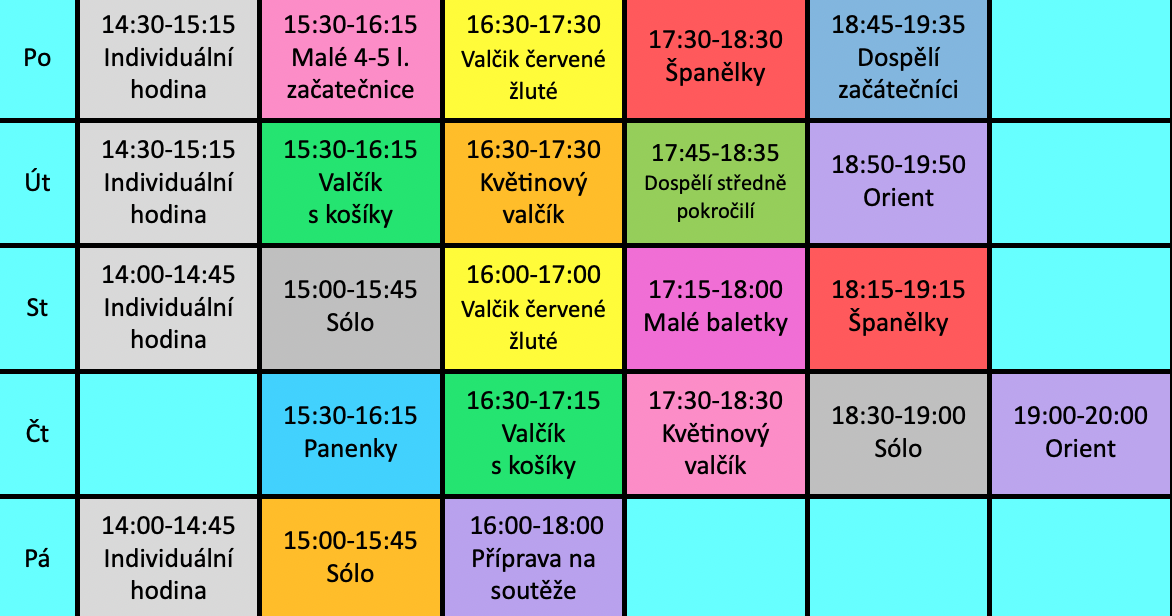 Po
14:30-15:15
Individuální
hodina
15:30-16:15
Malé 4-5 l.
začatečnice
16:30-17:30
Valčik červené
žluté
17:30-18:30
Španělky
18:45-19:35
Dospělí
začátečníci
Út
14:30-15:15
Individuální
hodina
15:30-16:15
Valčík
s košíky
16:30-17:30
Květinový
valčík
17:45-18:35
Dospělí středně
pokročilí
18:50-19:50
Orient
St
14:00-14:45
Individuální
hodina
15:00-15:45
Sólo
16:00-17:00
Valčik červené
žluté
17:15-18:00
Malé baletky
18:15-19:15
Španělky
Čt
15:30-16:15
Panenky
16:30-17:15
Valčík
s košíky
17:30-18:30
Květinový
valčík
18:30-19:00
Sólo
19:00-20:00
Orient
Pá
14:00-14:45
Individuální
hodina
15:00-15:45
Sólo
16:00-18:00
Příprava na
soutěže